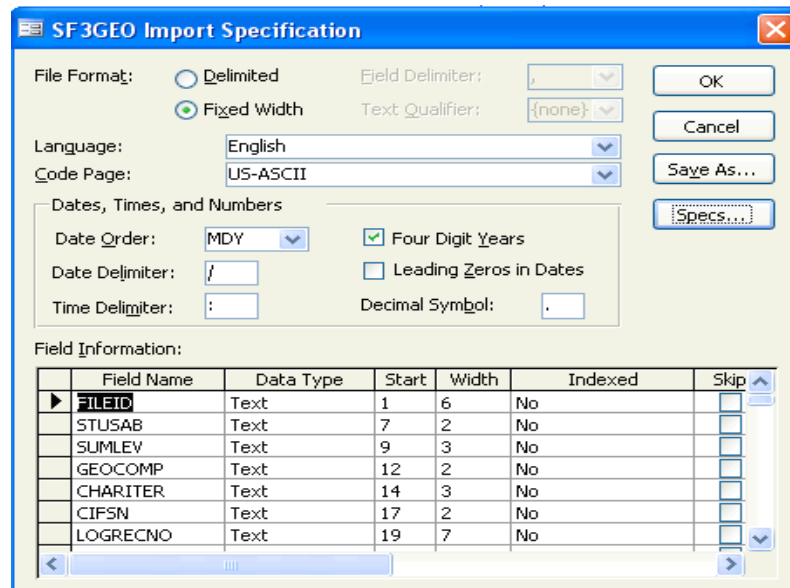 SF3GEO Import Specification
File Format: Delimited Field Delimiter: , OK
Fixed Width Text Qualifier: {none}
Cancel
Language: English
Code Page: US-ASCII Save As...
Dates, Times, and Numbers Specs...
Date Order: MDY Four Digit Years
Date Delimiter: / Leading Zeros in Dates
Time Delimiter: : Decimal Symbol: .
Field Information:
Field Name Data Type Start Width Indexed Skip
FILEID Text 1 6 No
STUSAB Text 7 2 No
SUMLEV Text 9 3 No
GEOCOMP Text 12 2 No
CHARITER Text 14 3 No
CIFSN Text 17 2 No
LOGRECNO Text 19 7 No